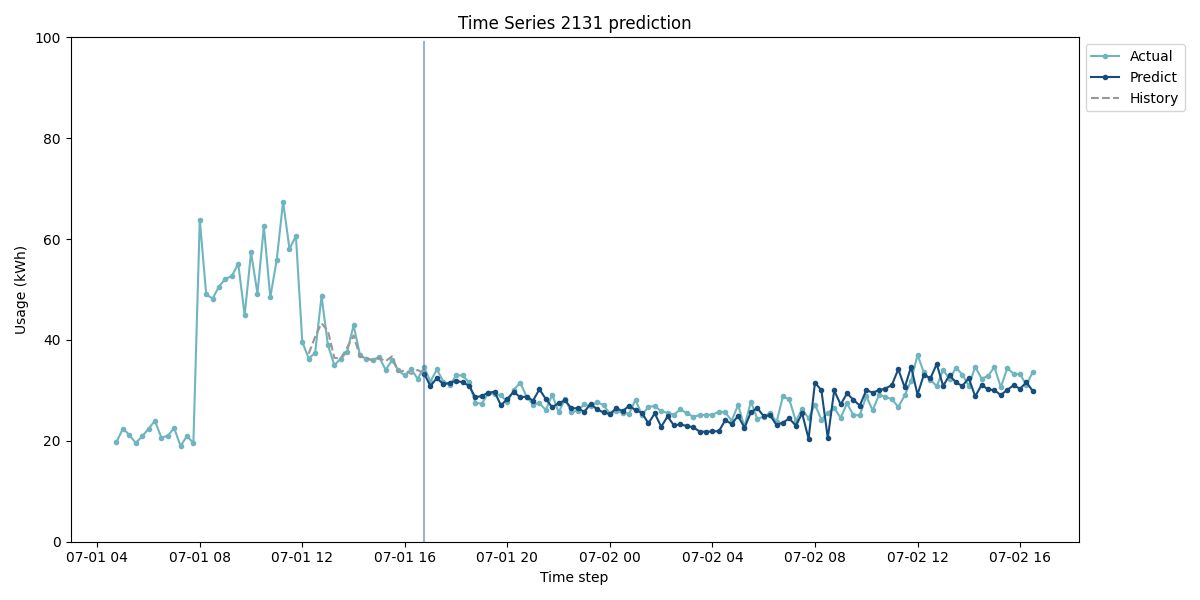 Time Series 2131 prediction
100
80
60
40
20
0
Usage (kWh)
07-01 04
07-01 08
07-01 12
07-01 16
07-01 20
07-02 00
07-02 04
07-02 08
07-02 12
07-02 16
Time step
Actual
Predict
History